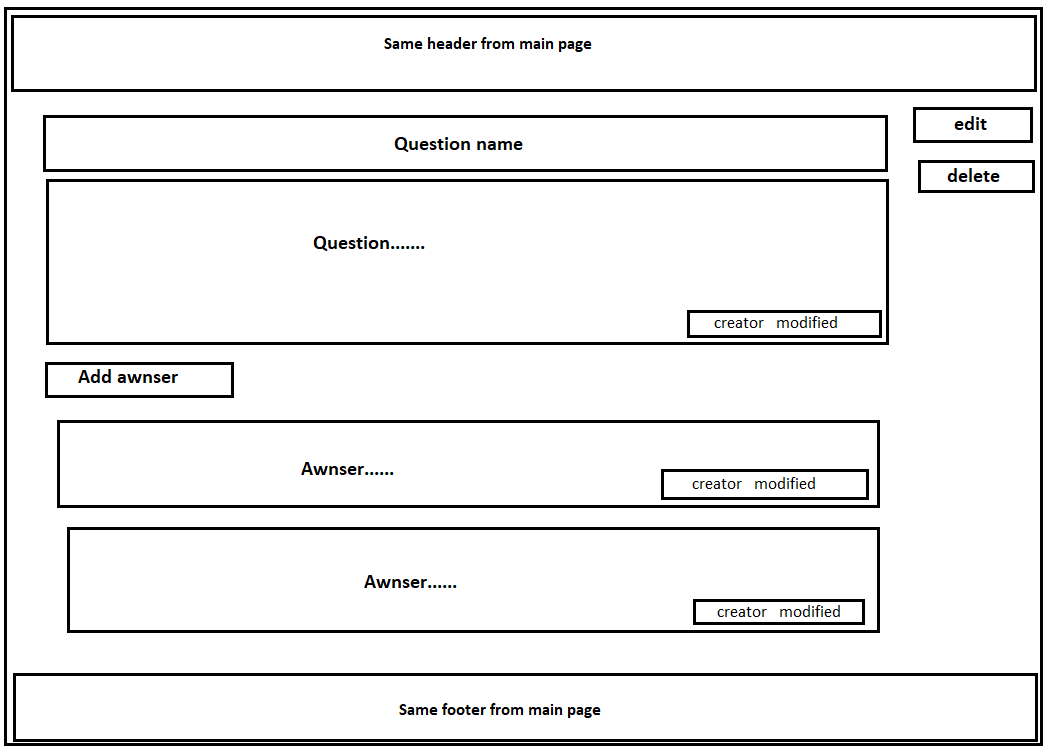 Same header from main page
edit
Question name
delete
Question.......
creator modified
Add awnser
Awnser......
creator modified
Awnser......
creator modified
Same footer from main page